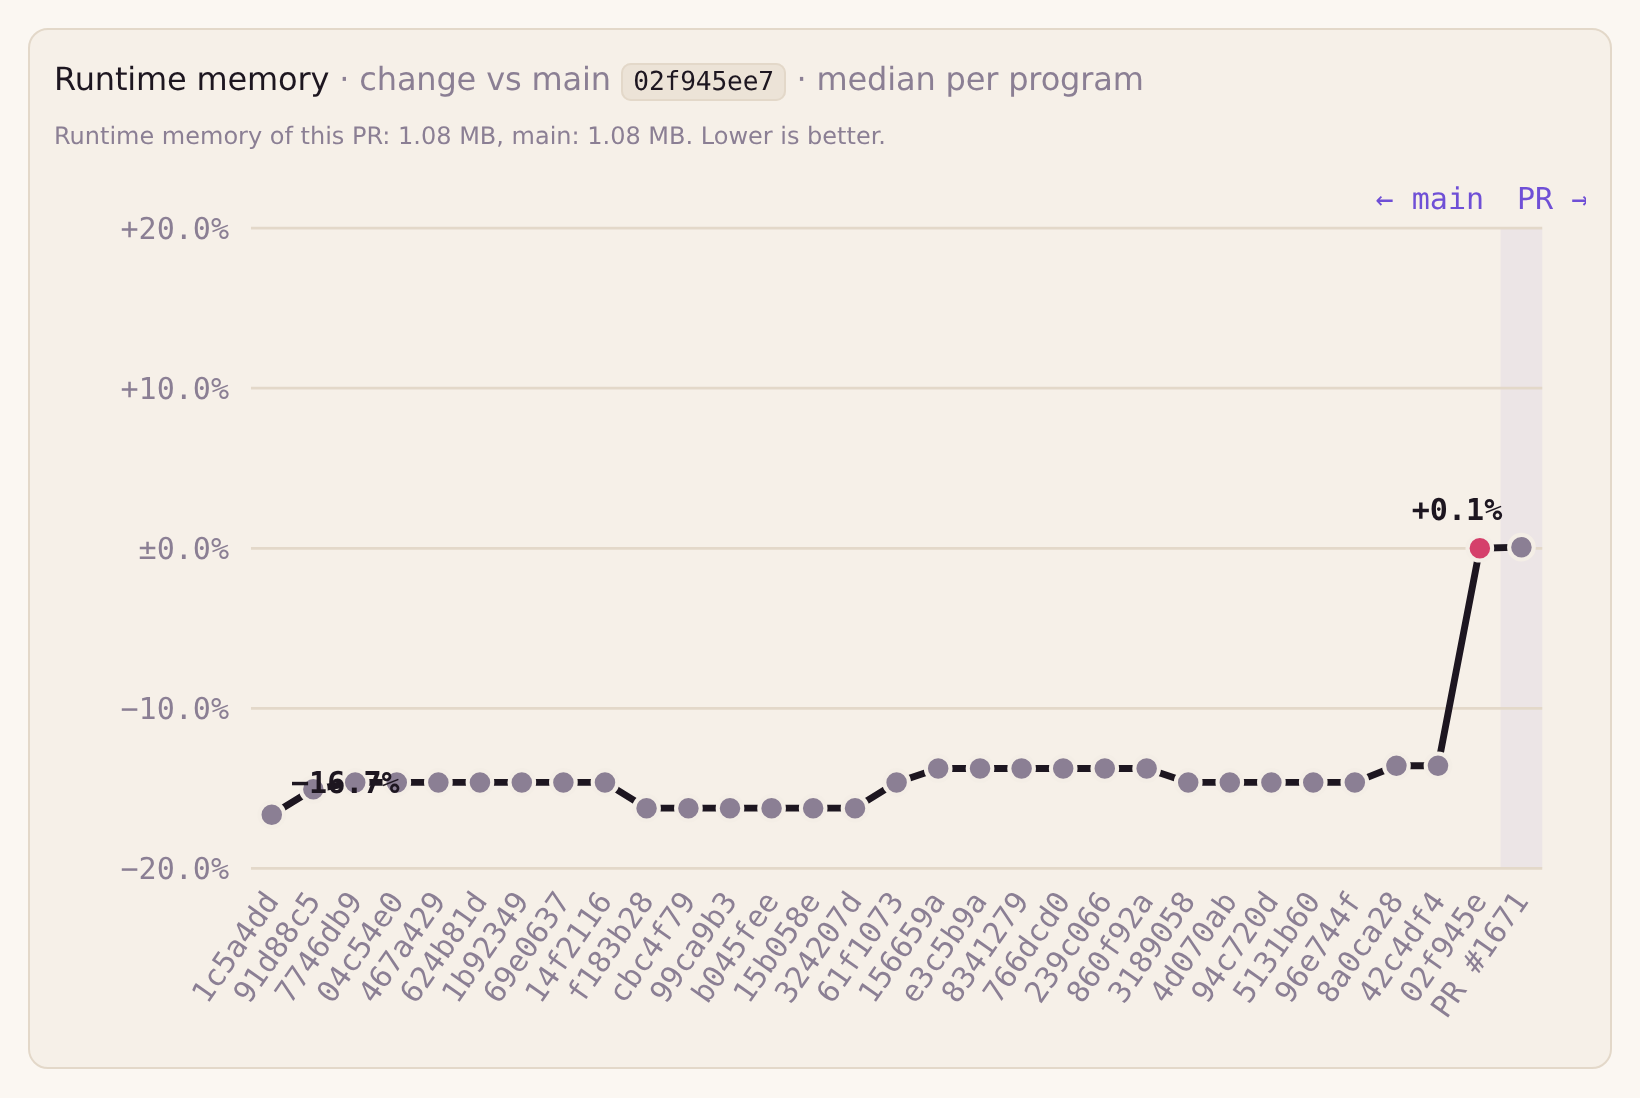 Runtime memory · change vs main 02f945ee7 · median per program
Runtime memory of this PR: 1.08 MB, main: 1.08 MB. Lower is better.
← main PR →
+20.0%
+10.0%
+0.1%
±0.0%
−10.0%
−16.7%
−20.0%
1c5a4dd
91d88c5
7746db9
04c54e0
467a429
624b81d
1b92349
69e0637
14f2116
f183b28
cbc4f79
99ca9b3
b045fee
15b058e
324207d
61f1073
156659a
e3c5b9a
8341279
766dcd0
239c066
860f92a
3189058
4d070ab
94c720d
5131b60
96e744f
8a0ca28
42c4df4
02f945e
PR #1671